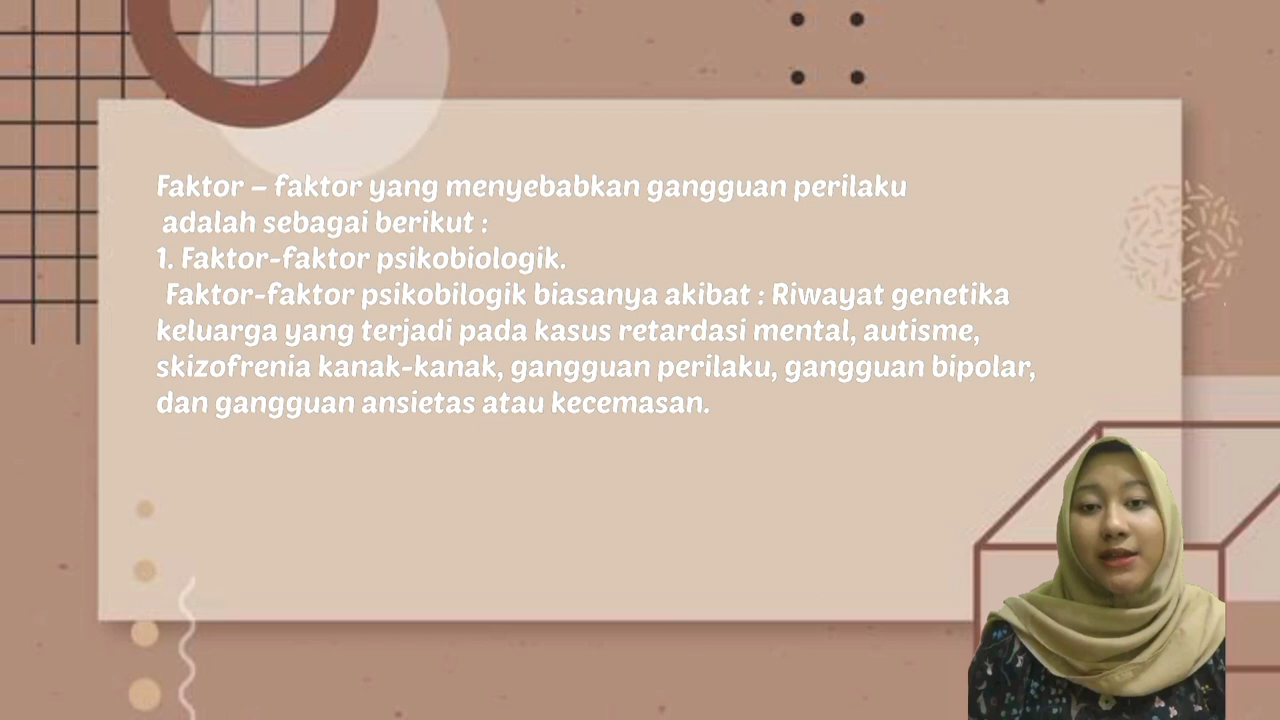 Faktor – faktor yang menyebabkan gangguan perilaku
adalah sebagai berikut :
1. Faktor-faktor psikobiologik.
Faktor-faktor psikobilogik biasanya akibat : Riwayat genetika
keluarga yang terjadi pada kasus retardasi mental, autisme,
skizofrenia kanak-kanak, gangguan perilaku, gangguan bipolar,
dan gangguan ansietas atau kecemasan.